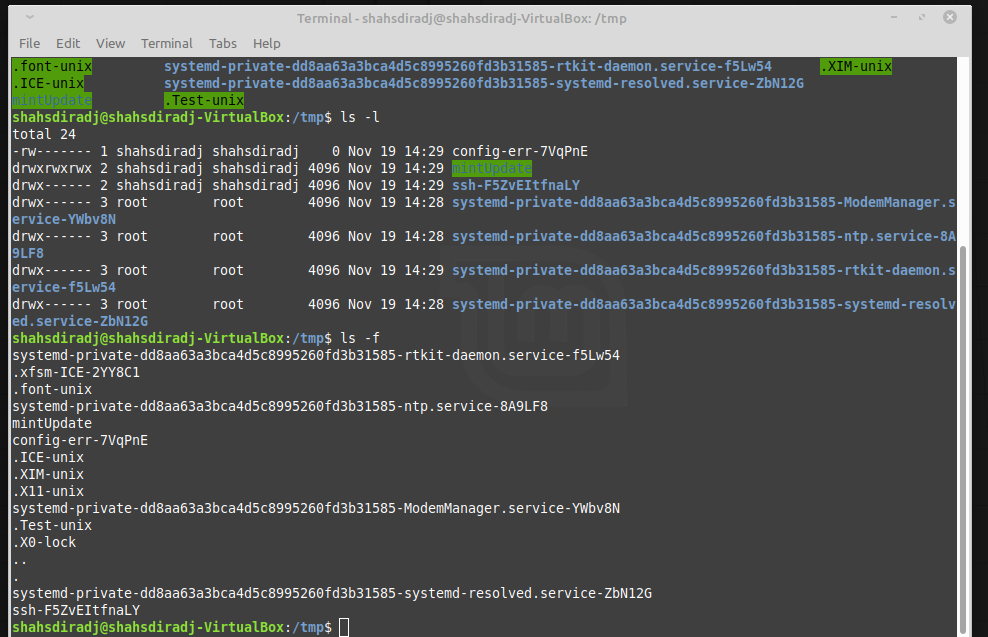 Terminal - shahsdiradj@shahsdiradj-VirtualBox: /tmp
File Edit View Terminal Tabs Help
.font-unix systemd-private-dd8aa63a3bca4d5c8995260fd3b31585-rtkit-daemon.service-f5Lw54 .XIM-unix
.ICE-unix systemd-private-dd8aa63a3bca4d5c8995260fd3b31585-systemd-resolved.service-ZbN12G
mintUpdate .Test-unix
shahsdiradj@shahsdiradj-VirtualBox:/tmp$ ls -l
total 24
-rw------- 1 shahsdiradj shahsdiradj 0 Nov 19 14:29 config-err-7VqPnE
drwxrwxrwx 2 shahsdiradj shahsdiradj 4096 Nov 19 14:29 mintUpdate
drwx------ 2 shahsdiradj shahsdiradj 4096 Nov 19 14:29 ssh-F5ZvEItfnaLY
drwx------ 3 root root 4096 Nov 19 14:28 systemd-private-dd8aa63a3bca4d5c8995260fd3b31585-ModemManager.s
ervice-YWbv8N
drwx------ 3 root root 4096 Nov 19 14:28 systemd-private-dd8aa63a3bca4d5c8995260fd3b31585-ntp.service-8A
9LF8
drwx------ 3 root root 4096 Nov 19 14:29 systemd-private-dd8aa63a3bca4d5c8995260fd3b31585-rtkit-daemon.s
ervice-f5Lw54
drwx------ 3 root root 4096 Nov 19 14:28 systemd-private-dd8aa63a3bca4d5c8995260fd3b31585-systemd-resolv
ed.service-ZbN12G
shahsdiradj@shahsdiradj-VirtualBox:/tmp$ ls -f
systemd-private-dd8aa63a3bca4d5c8995260fd3b31585-rtkit-daemon.service-f5Lw54
.xfsm-ICE-2YY8C1
.font-unix
systemd-private-dd8aa63a3bca4d5c8995260fd3b31585-ntp.service-8A9LF8
mintUpdate
config-err-7VqPnE
.ICE-unix
.XIM-unix
.X11-unix
systemd-private-dd8aa63a3bca4d5c8995260fd3b31585-ModemManager.service-YWbv8N
.Test-unix
.X0-lock
..
.
systemd-private-dd8aa63a3bca4d5c8995260fd3b31585-systemd-resolved.service-ZbN12G
ssh-F5ZvEItfnaLY
shahsdiradj@shahsdiradj-VirtualBox:/tmp$